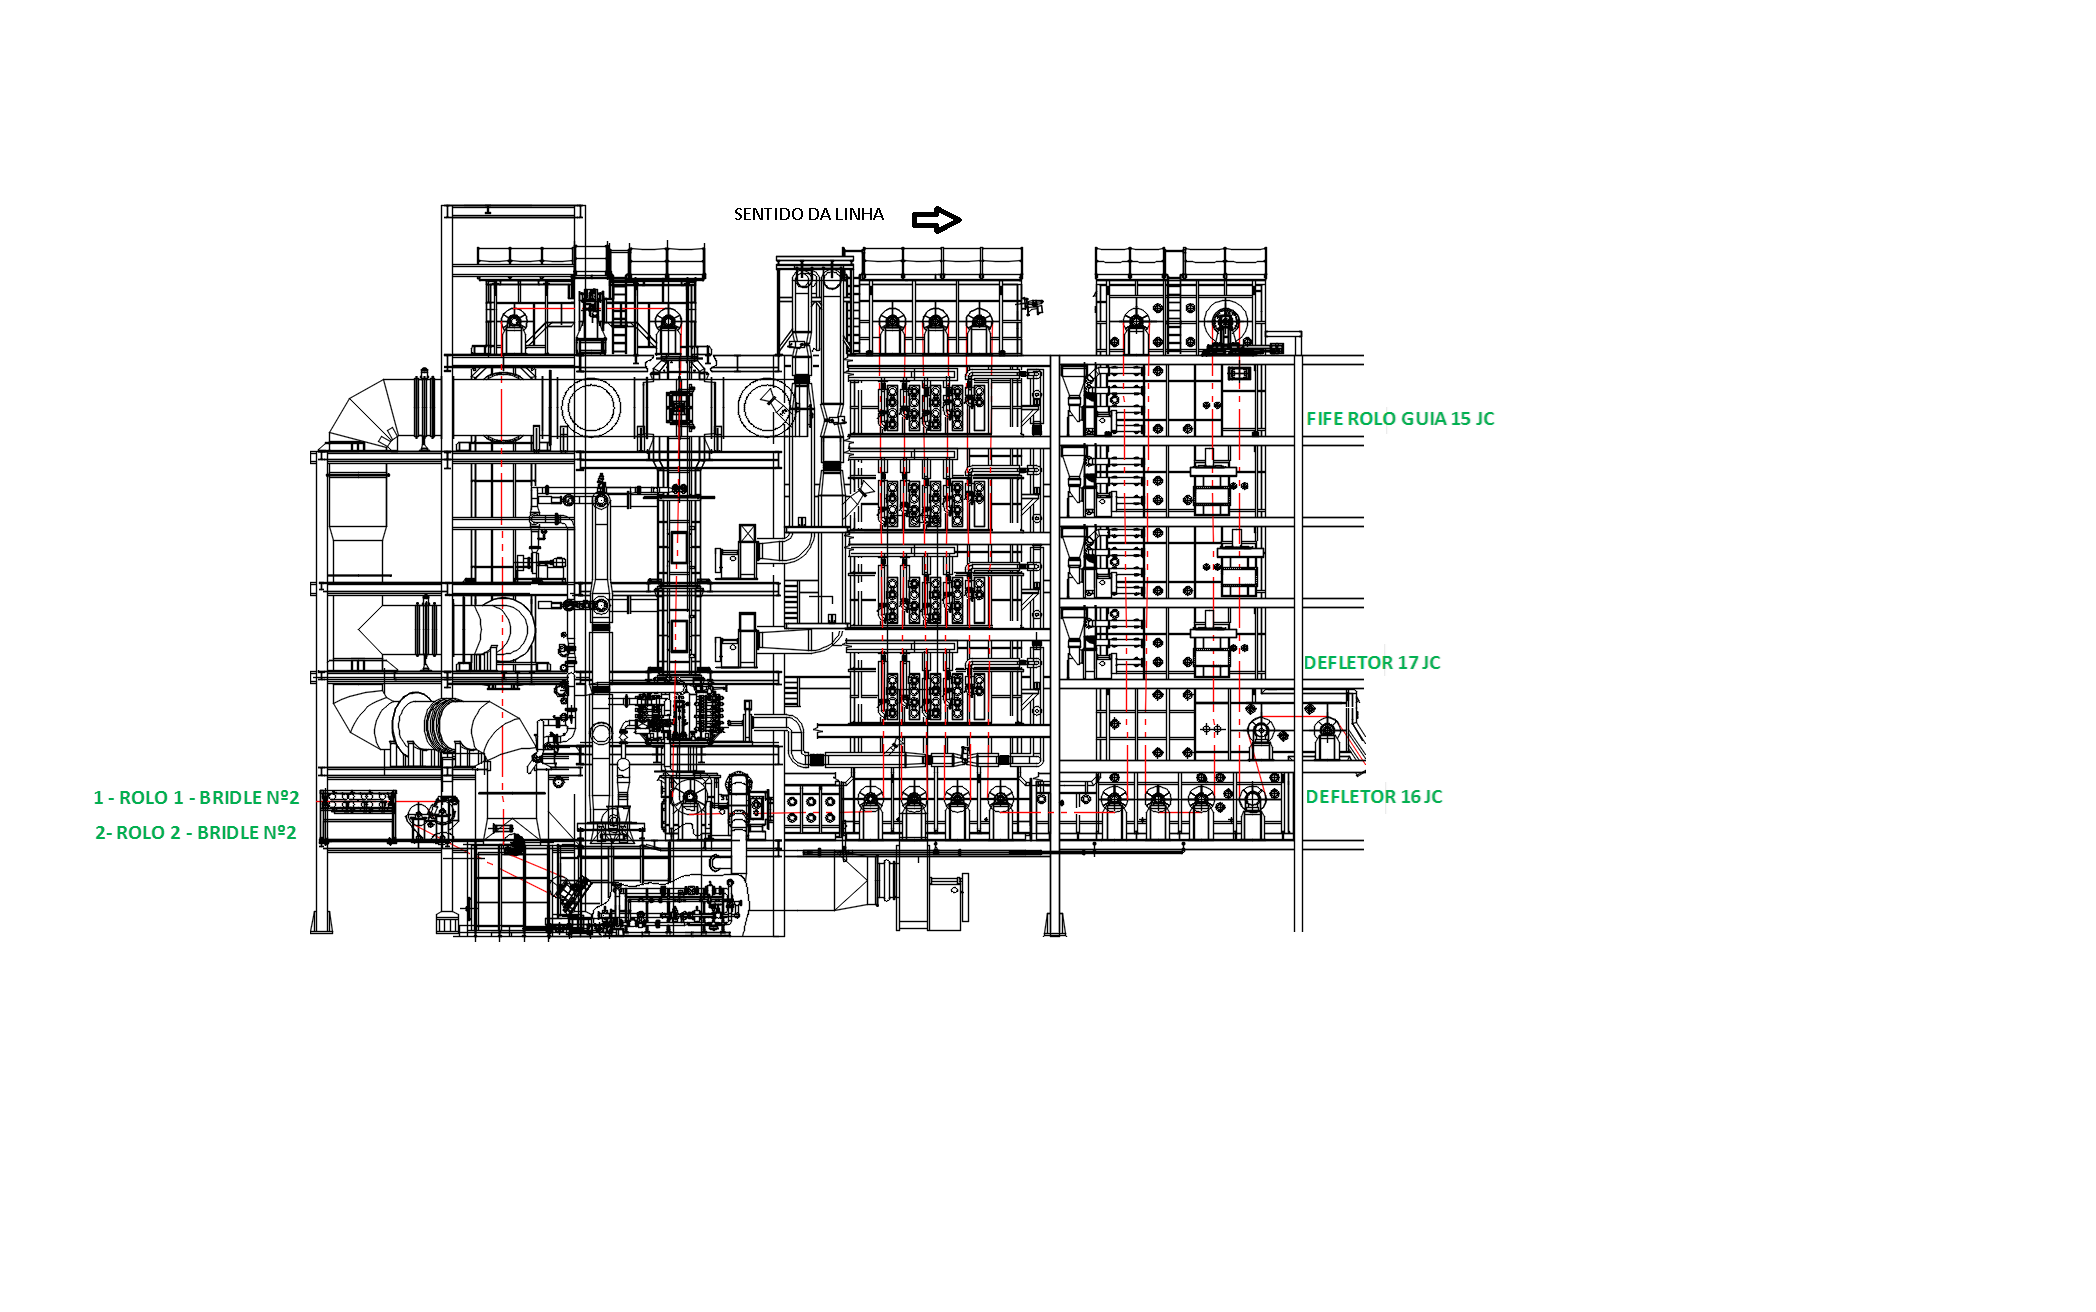 SENTIDO DA LINHA
FIFE ROLO GUIA 15 JC
DEFLETOR 17 JC
1 - ROLO 1 - BRIDLE Nº2
DEFLETOR 16 JC
2- ROLO 2 - BRIDLE Nº2